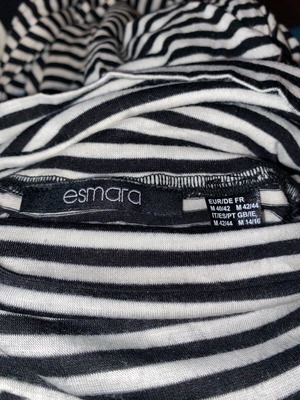 esmara
EUR/DE FR
M 40/42 M 42/44
IT/ES/PT GB/IE,
M 42/44 M 14/16